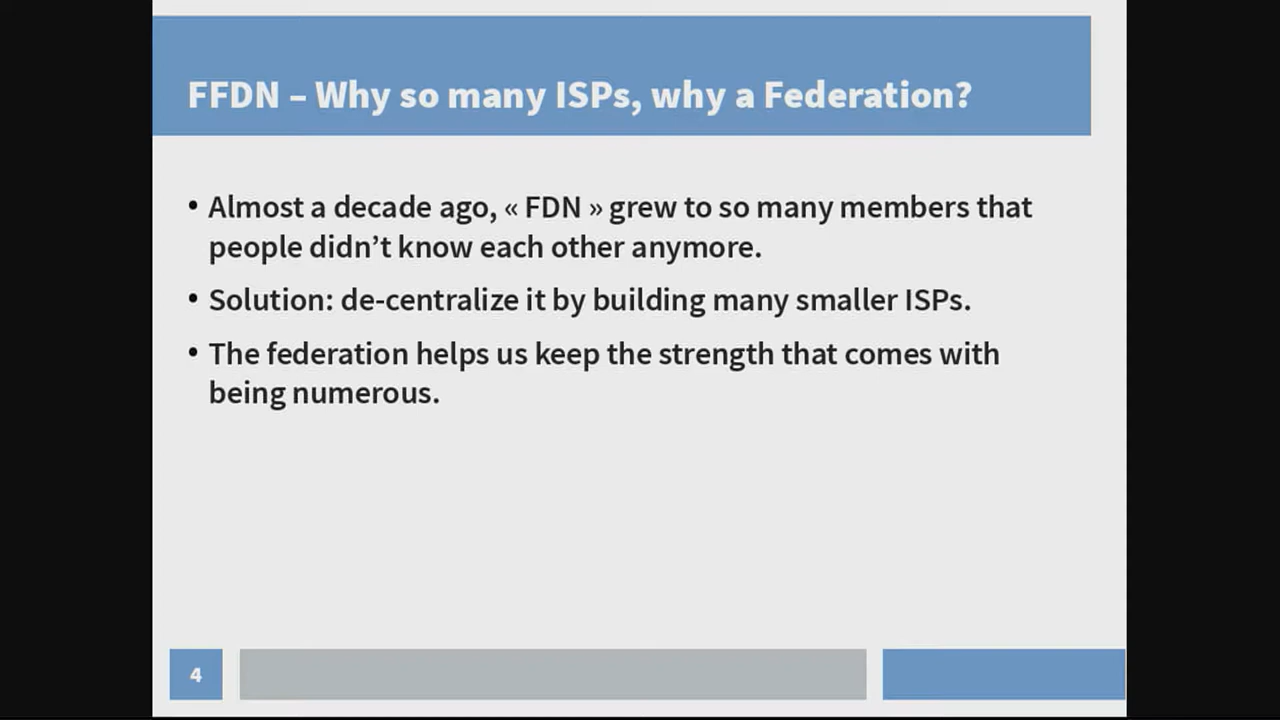 FFDN – Why so many ISPs, why a Federation?
• Almost a decade ago, « FDN » grew to so many members that
people didn’t know each other anymore.
• Solution: de-centralize it by building many smaller ISPs.
• The federation helps us keep the strength that comes with
being numerous.
4